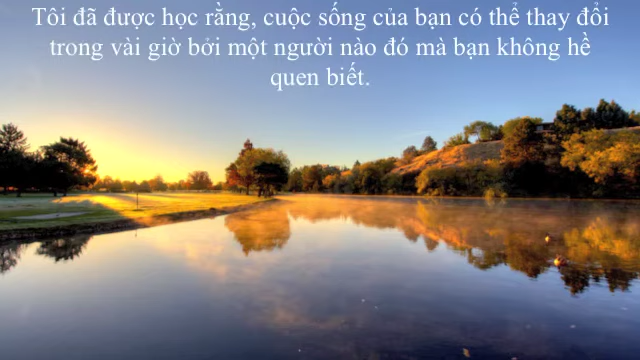 Tôi đã được học rằng, cuộc sống của bạn có thể thay đổi
trong vài giờ bởi một người nào đó mà bạn không hề
quen biết.